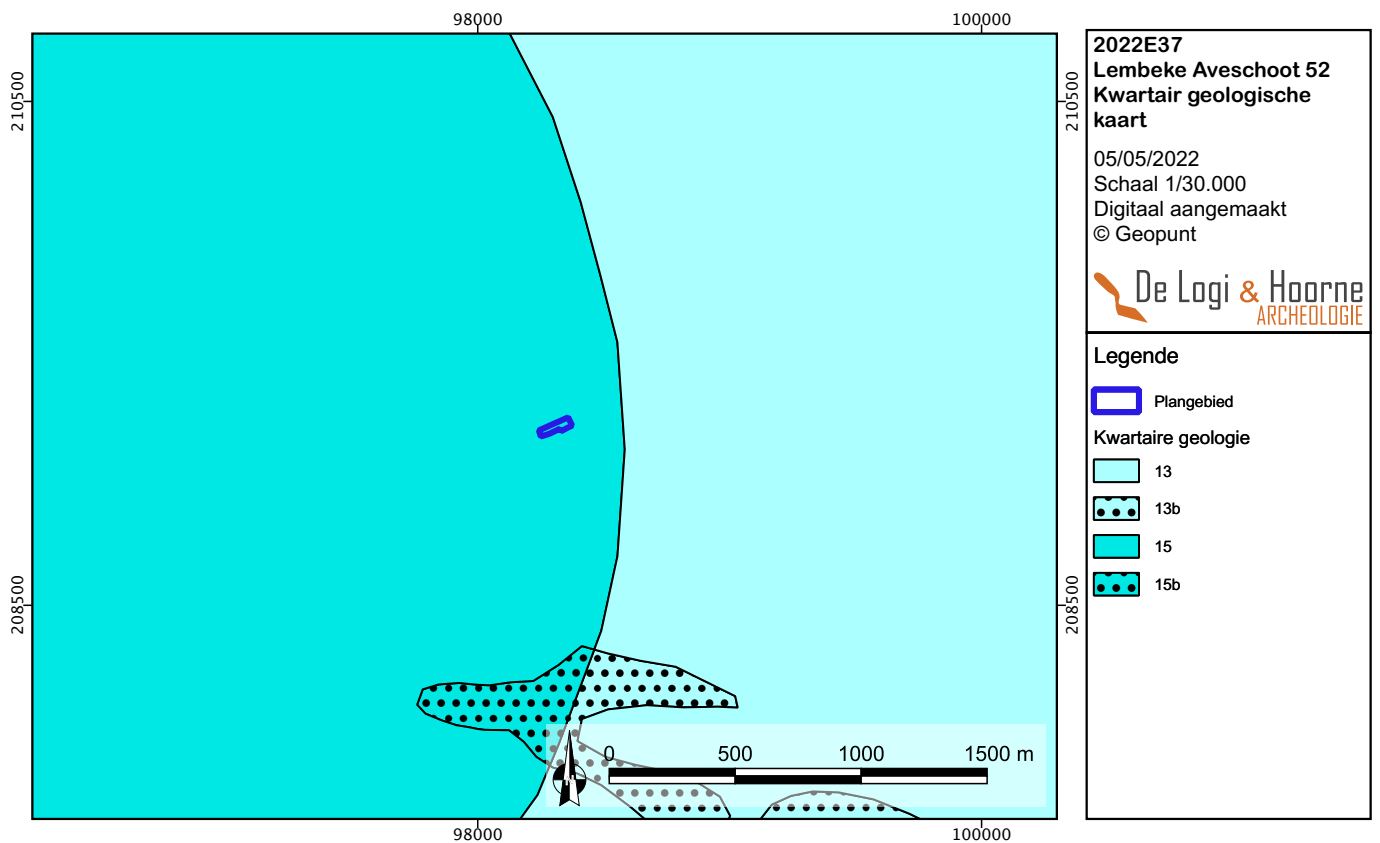 98000
100000
210500
210500
208500
208500
0
500
1000
1500 m
N
98000
100000
2022E37
Lembeke Aveschoot 52
Kwartair geologische
kaart
05/05/2022
Schaal 1/30.000
Digitaal aangemaakt
© Geopunt
De Logi & Hoorne
ARCHEOLOGIE
Legende
Plangebied
Kwartaire geologie
13
13b
15
15b